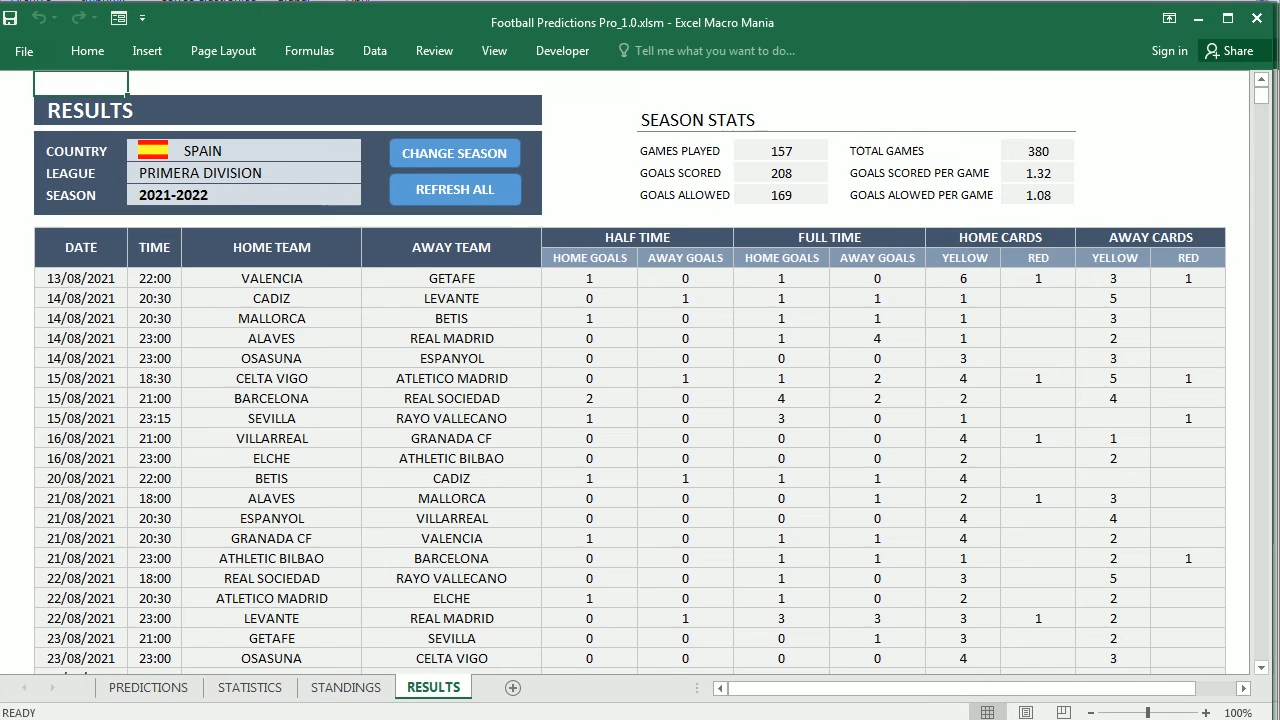 Football Predictions Pro_1.0.xlsm - Excel Macro Mania
File Home Insert Page Layout Formulas Data Review View Developer Tell me what you want to do... Sign in Share
RESULTS
COUNTRY SPAIN CHANGE SEASON
LEAGUE PRIMERA DIVISION
SEASON 2021-2022 REFRESH ALL
SEASON STATS
GAMES PLAYED 157 TOTAL GAMES 380
GOALS SCORED 208 GOALS SCORED PER GAME 1.32
GOALS ALLOWED 169 GOALS ALOWED PER GAME 1.08
DATE TIME HOME TEAM AWAY TEAM HALF TIME FULL TIME HOME CARDS AWAY CARDS
HOME GOALS AWAY GOALS HOME GOALS AWAY GOALS YELLOW RED YELLOW RED
13/08/2021 22:00 VALENCIA GETAFE 1 0 1 0 6 1 3 1
14/08/2021 20:30 CADIZ LEVANTE 0 1 1 1 1 5
14/08/2021 20:30 MALLORCA BETIS 1 0 1 1 1 3
14/08/2021 23:00 ALAVES REAL MADRID 0 0 1 4 1 2
14/08/2021 23:00 OSASUNA ESPANYOL 0 0 0 0 3 3
15/08/2021 18:30 CELTA VIGO ATLETICO MADRID 0 1 1 2 4 1 5 1
15/08/2021 21:00 BARCELONA REAL SOCIEDAD 2 0 4 2 2 4
15/08/2021 23:15 SEVILLA RAYO VALLECANO 1 0 3 0 1 1
16/08/2021 21:00 VILLARREAL GRANADA CF 0 0 0 0 4 1 1
16/08/2021 23:00 ELCHE ATHLETIC BILBAO 0 0 0 0 2 2
20/08/2021 22:00 BETIS CADIZ 1 1 1 1 4
21/08/2021 18:00 ALAVES MALLORCA 0 0 0 1 2 1 3
21/08/2021 20:30 ESPANYOL VILLARREAL 0 0 0 0 4 4
21/08/2021 20:30 GRANADA CF VALENCIA 1 0 1 1 4 2
21/08/2021 23:00 ATHLETIC BILBAO BARCELONA 0 0 1 1 1 2 1
22/08/2021 18:00 REAL SOCIEDAD RAYO VALLECANO 0 0 1 0 3 5
22/08/2021 20:30 ATLETICO MADRID ELCHE 1 0 1 0 2 2
22/08/2021 23:00 LEVANTE REAL MADRID 0 1 3 3 3 1 2
23/08/2021 21:00 GETAFE SEVILLA 0 0 0 1 3 2
23/08/2021 23:00 OSASUNA CELTA VIGO 0 0 0 0 4 3
PREDICTIONS STATISTICS STANDINGS RESULTS
READY 100%